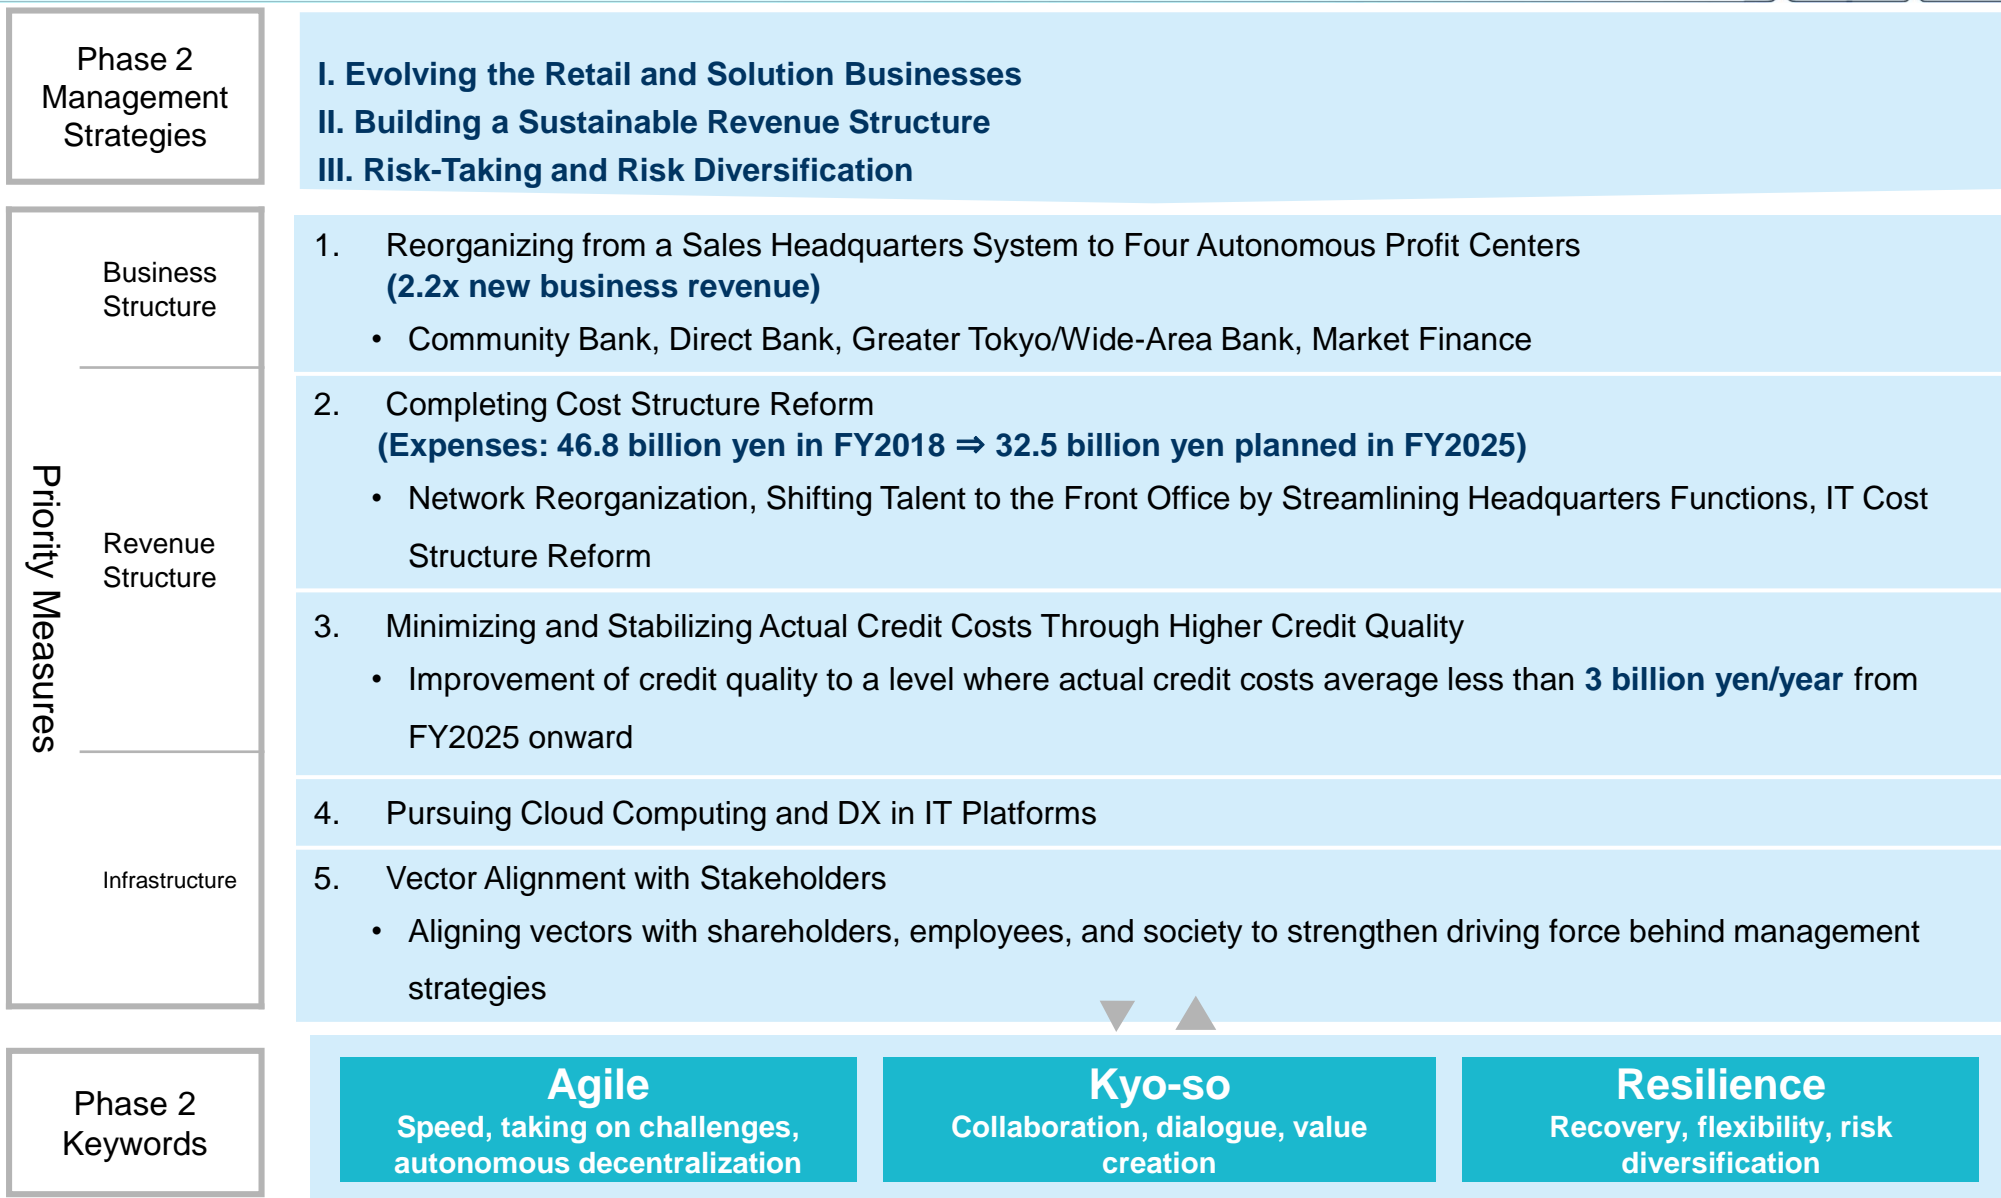 Phase 2
Management
Strategies
I. Evolving the Retail and Solution Businesses
II. Building a Sustainable Revenue Structure
III. Risk-Taking and Risk Diversification
Priority Measures
Business
Structure
1. Reorganizing from a Sales Headquarters System to Four Autonomous Profit Centers
(2.2x new business revenue)
• Community Bank, Direct Bank, Greater Tokyo/Wide-Area Bank, Market Finance
Revenue
Structure
2. Completing Cost Structure Reform
(Expenses: 46.8 billion yen in FY2018 ⇒ 32.5 billion yen planned in FY2025)
• Network Reorganization, Shifting Talent to the Front Office by Streamlining Headquarters Functions, IT Cost
Structure Reform
3. Minimizing and Stabilizing Actual Credit Costs Through Higher Credit Quality
• Improvement of credit quality to a level where actual credit costs average less than 3 billion yen/year from
FY2025 onward
Infrastructure
4. Pursuing Cloud Computing and DX in IT Platforms
5. Vector Alignment with Stakeholders
• Aligning vectors with shareholders, employees, and society to strengthen driving force behind management
strategies
Phase 2
Keywords
Agile
Speed, taking on challenges,
autonomous decentralization
Kyo-so
Collaboration, dialogue, value
creation
Resilience
Recovery, flexibility, risk
diversification